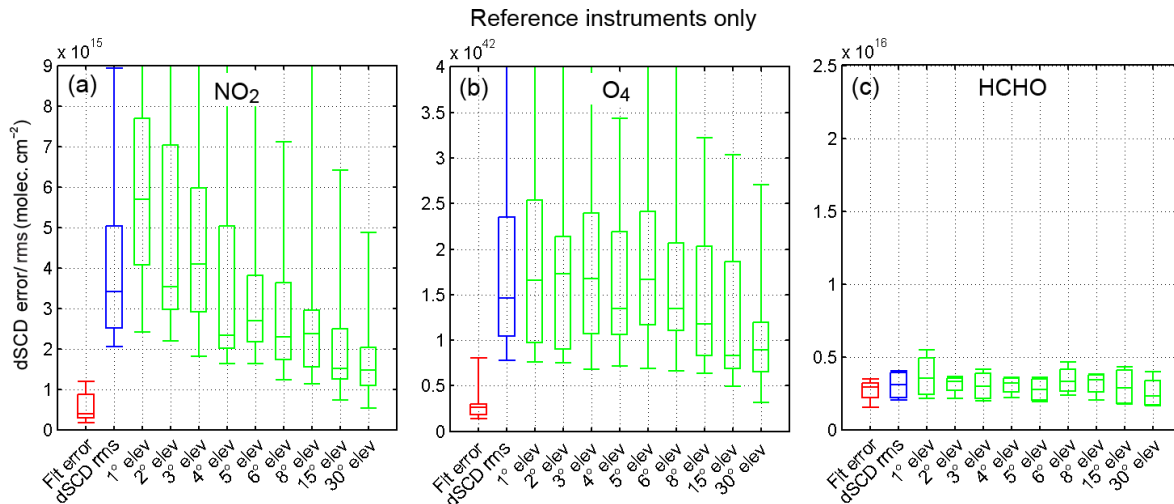 Reference instruments only
x 10^15
x 10^42
x 10^16
(a)
NO₂
(b)
O₄
(c)
HCHO
dSCD error/ rms (molec. cm⁻²)
9
8
7
6
5
4
3
2
1
0
4
3.5
3
2.5
2
1.5
1
0.5
0
2.5
2
1.5
1
0.5
0
Fit error
dSCD rms
1° elev
2° elev
3° elev
4° elev
5° elev
6° elev
8° elev
15° elev
30° elev
Fit error
dSCD rms
1° elev
2° elev
3° elev
4° elev
5° elev
6° elev
8° elev
15° elev
30° elev
Fit error
dSCD rms
1° elev
2° elev
3° elev
4° elev
5° elev
6° elev
8° elev
15° elev
30° elev